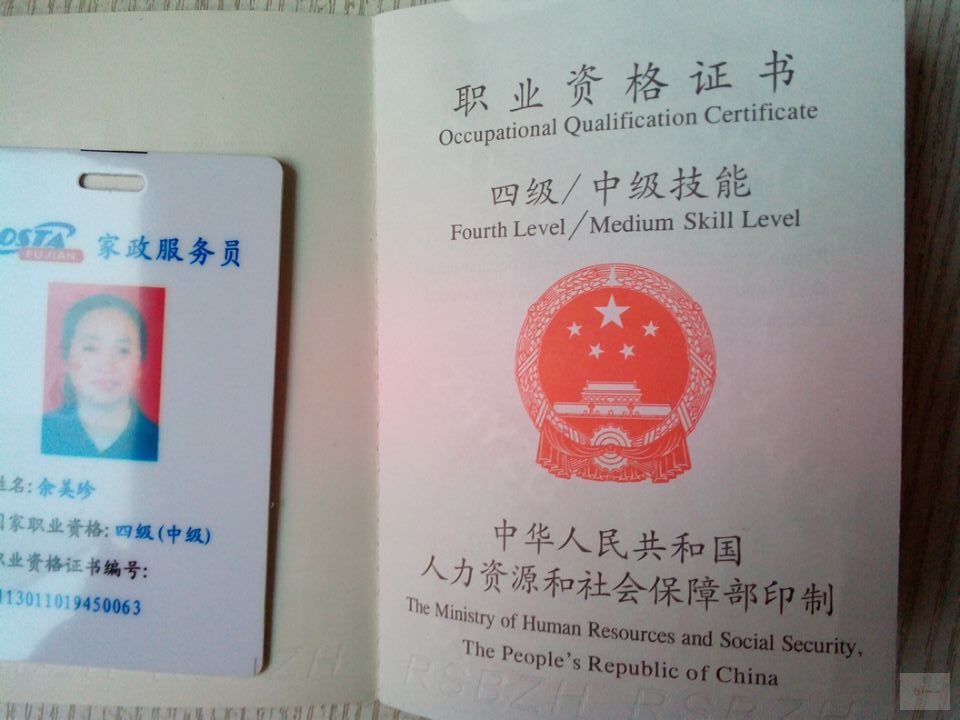 OSTA
FUJIAN
家政服务员
姓名:余美珍
国家职业资格:四级(中级)
职业资格证书编号:
113011019450063
职业资格证书
Occupational Qualification Certificate
四级/中级技能
Fourth Level/Medium Skill Level
中华人民共和国
人力资源和社会保障部印制
The Ministry of Human Resources and Social Security,
The People's Republic of China
RSBZH RSBZH